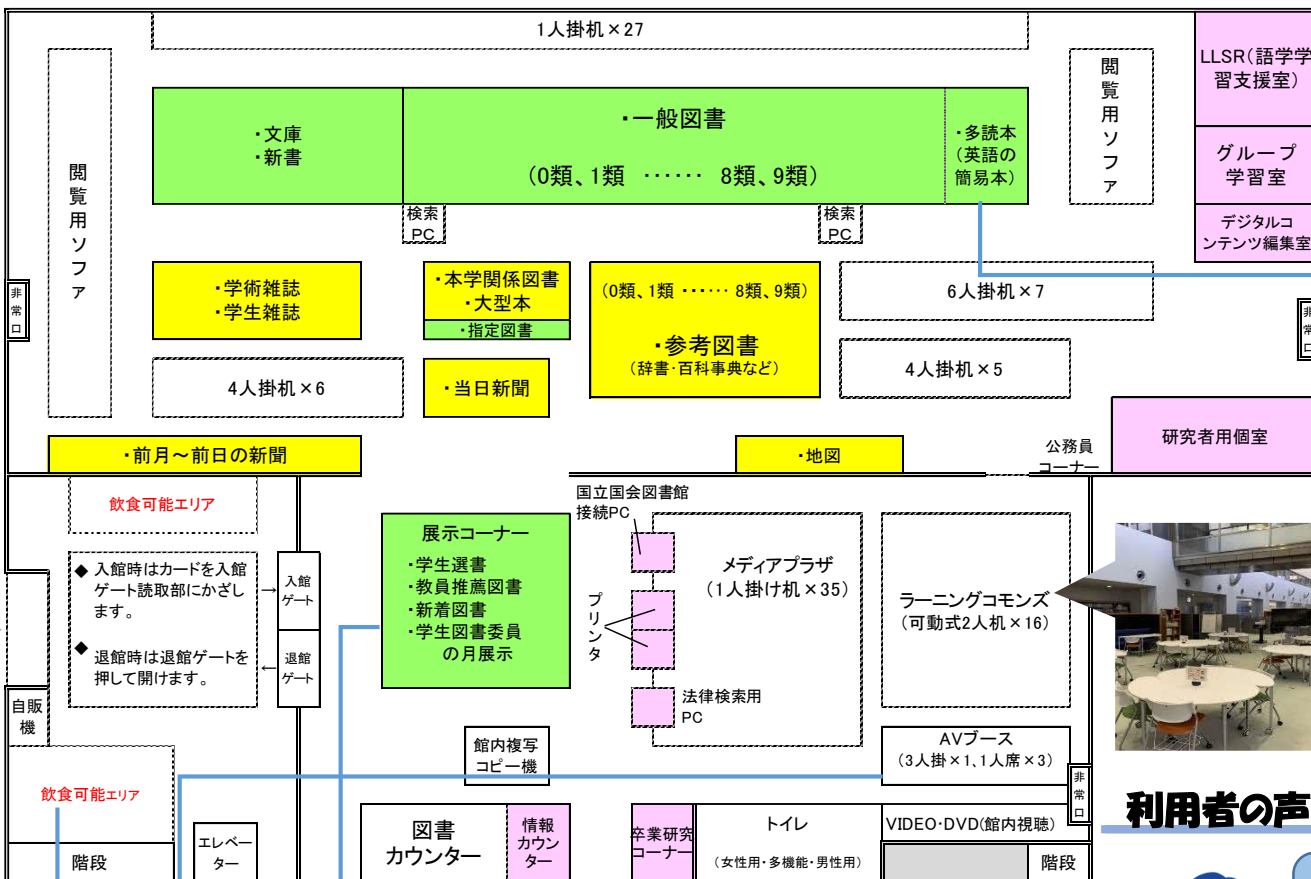 1人掛机×27
閲覧用ソファ
・文庫
・新書
・一般図書
(0類、1類 ‥‥‥ 8類、9類)
・多読本
(英語の
簡易本)
閲覧用ソファ
LLSR(語学学
習支援室)
グループ
学習室
デジタルコ
ンテンツ編集室
検索
PC
検索
PC
非常口
・学術雑誌
・学生雑誌
・本学関係図書
・大型本
・指定図書
(0類、1類 ‥‥‥ 8類、9類)
・参考図書
(辞書・百科事典など)
6人掛机×7
非常口
4人掛机×6
・当日新聞
4人掛机×5
・前月～前日の新聞
・地図
公務員
コーナー
研究者用個室
飲食可能エリア
◆ 入館時はカードを入館
ゲート読取部にかざし
ます。
◆ 退館時は退館ゲートを
押して開けます。
→
入館
ゲート
←
退館
ゲート
展示コーナー
・学生選書
・教員推薦図書
・新着図書
・学生図書委員
の月展示
国立国会図書館
接続PC
プリンタ
法律検索用
PC
メディアプラザ
(1人掛け机×35)
ラーニングコモンズ
(可動式2人机×16)
自販
機
飲食可能エリア
階段
エレベー
ター
館内複写
コピー機
図書
カウンター
情報
カウン
ター
卒業研究
コーナー
トイレ
(女性用・多機能・男性用)
AVブース
(3人掛×1、1人席×3)
非常口
VIDEO・DVD(館内視聴)
階段
利用者の声